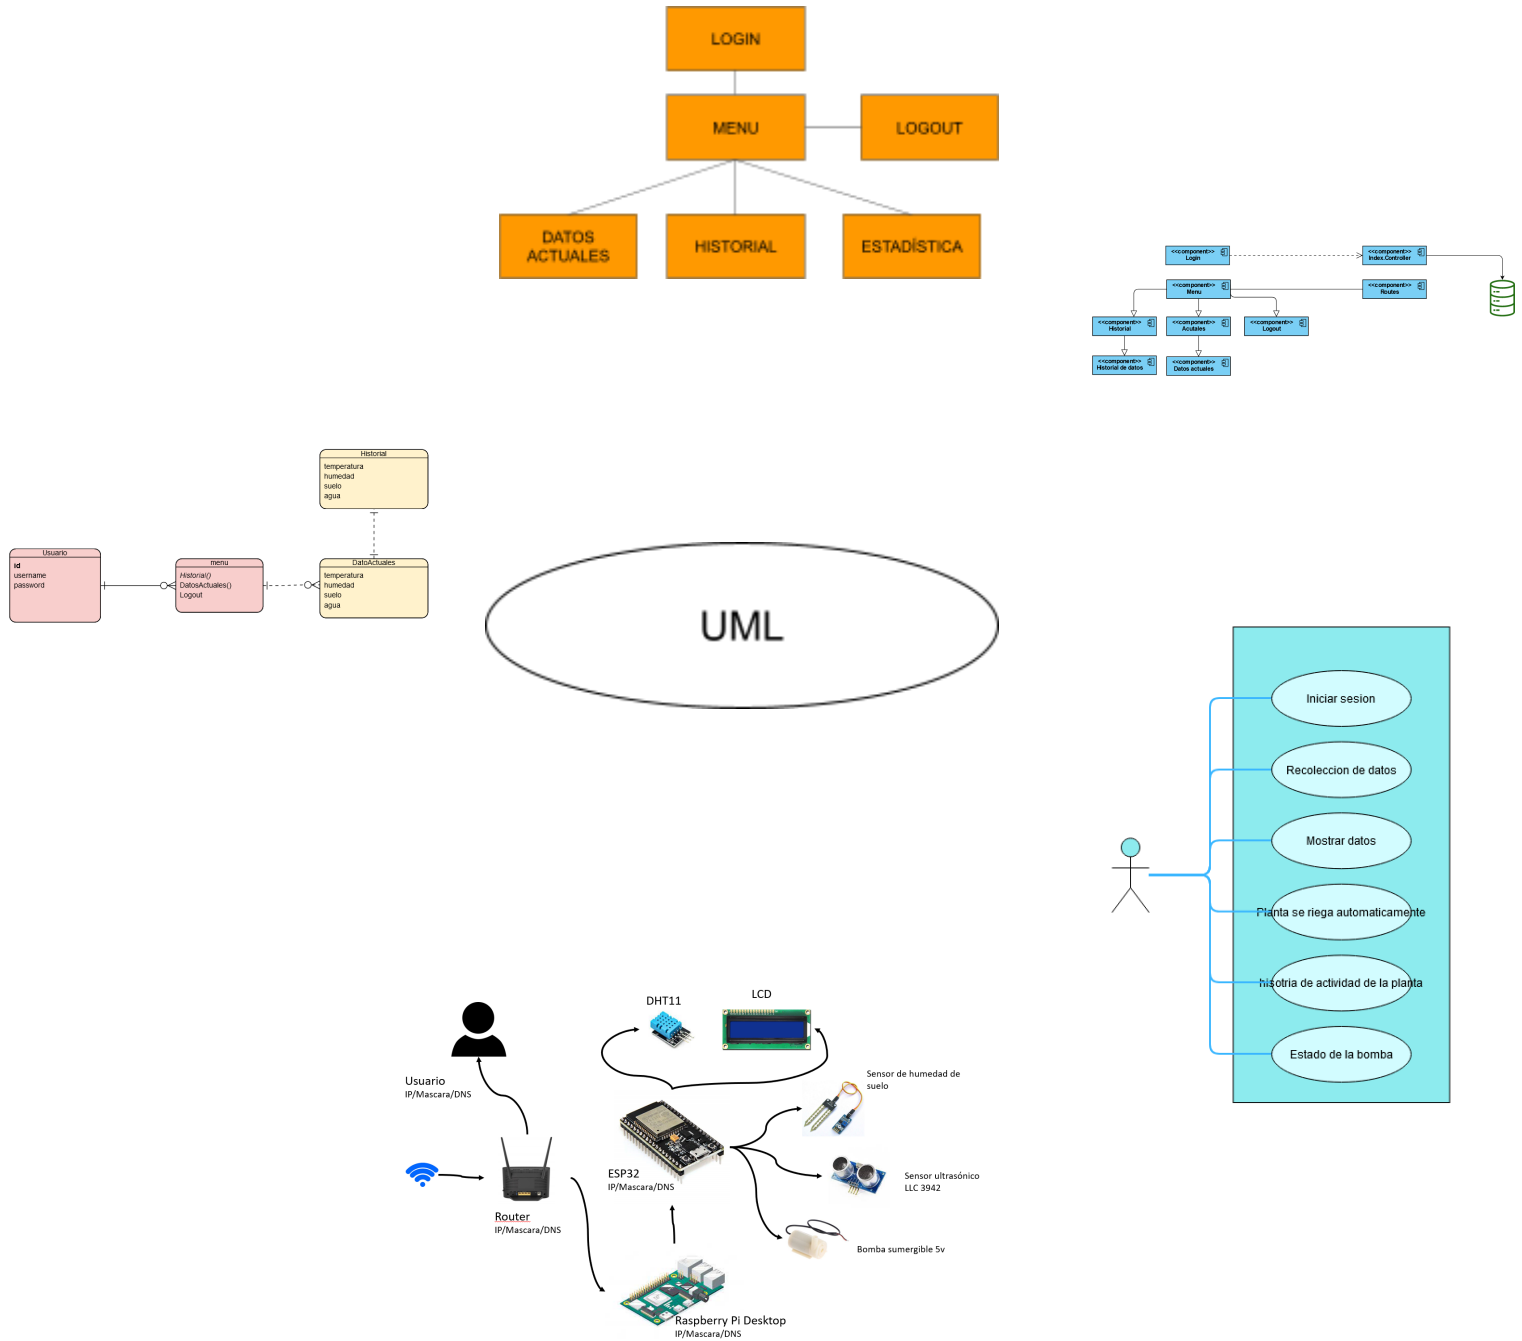 LOGIN
MENU
LOGOUT
DATOS
ACTUALES
HISTORIAL
ESTADÍSTICA
<<component>>
Login
<<component>>
Index.Controller
<<component>>
Menu
<<component>>
Routes
<<component>>
Historial
<<component>>
Acutales
<<component>>
Logout
<<component>>
Historial de datos
<<component>>
Datos actuales
Historial
temperatura
humedad
suelo
agua
Usuario
id
username
password
menu
Historial()
DatosActuales()
Logout
DatoActuales
temperatura
humedad
suelo
agua
UML
Iniciar sesion
Recoleccion de datos
Mostrar datos
Planta se riega automaticamente
hisotria de actividad de la planta
Estado de la bomba
DHT11
LCD
Usuario
IP/Mascara/DNS
Sensor de humedad de
suelo
ESP32
IP/Mascara/DNS
Sensor ultrasónico
LLC 3942
Router
IP/Mascara/DNS
Bomba sumergible 5v
Raspberry Pi Desktop
IP/Mascara/DNS